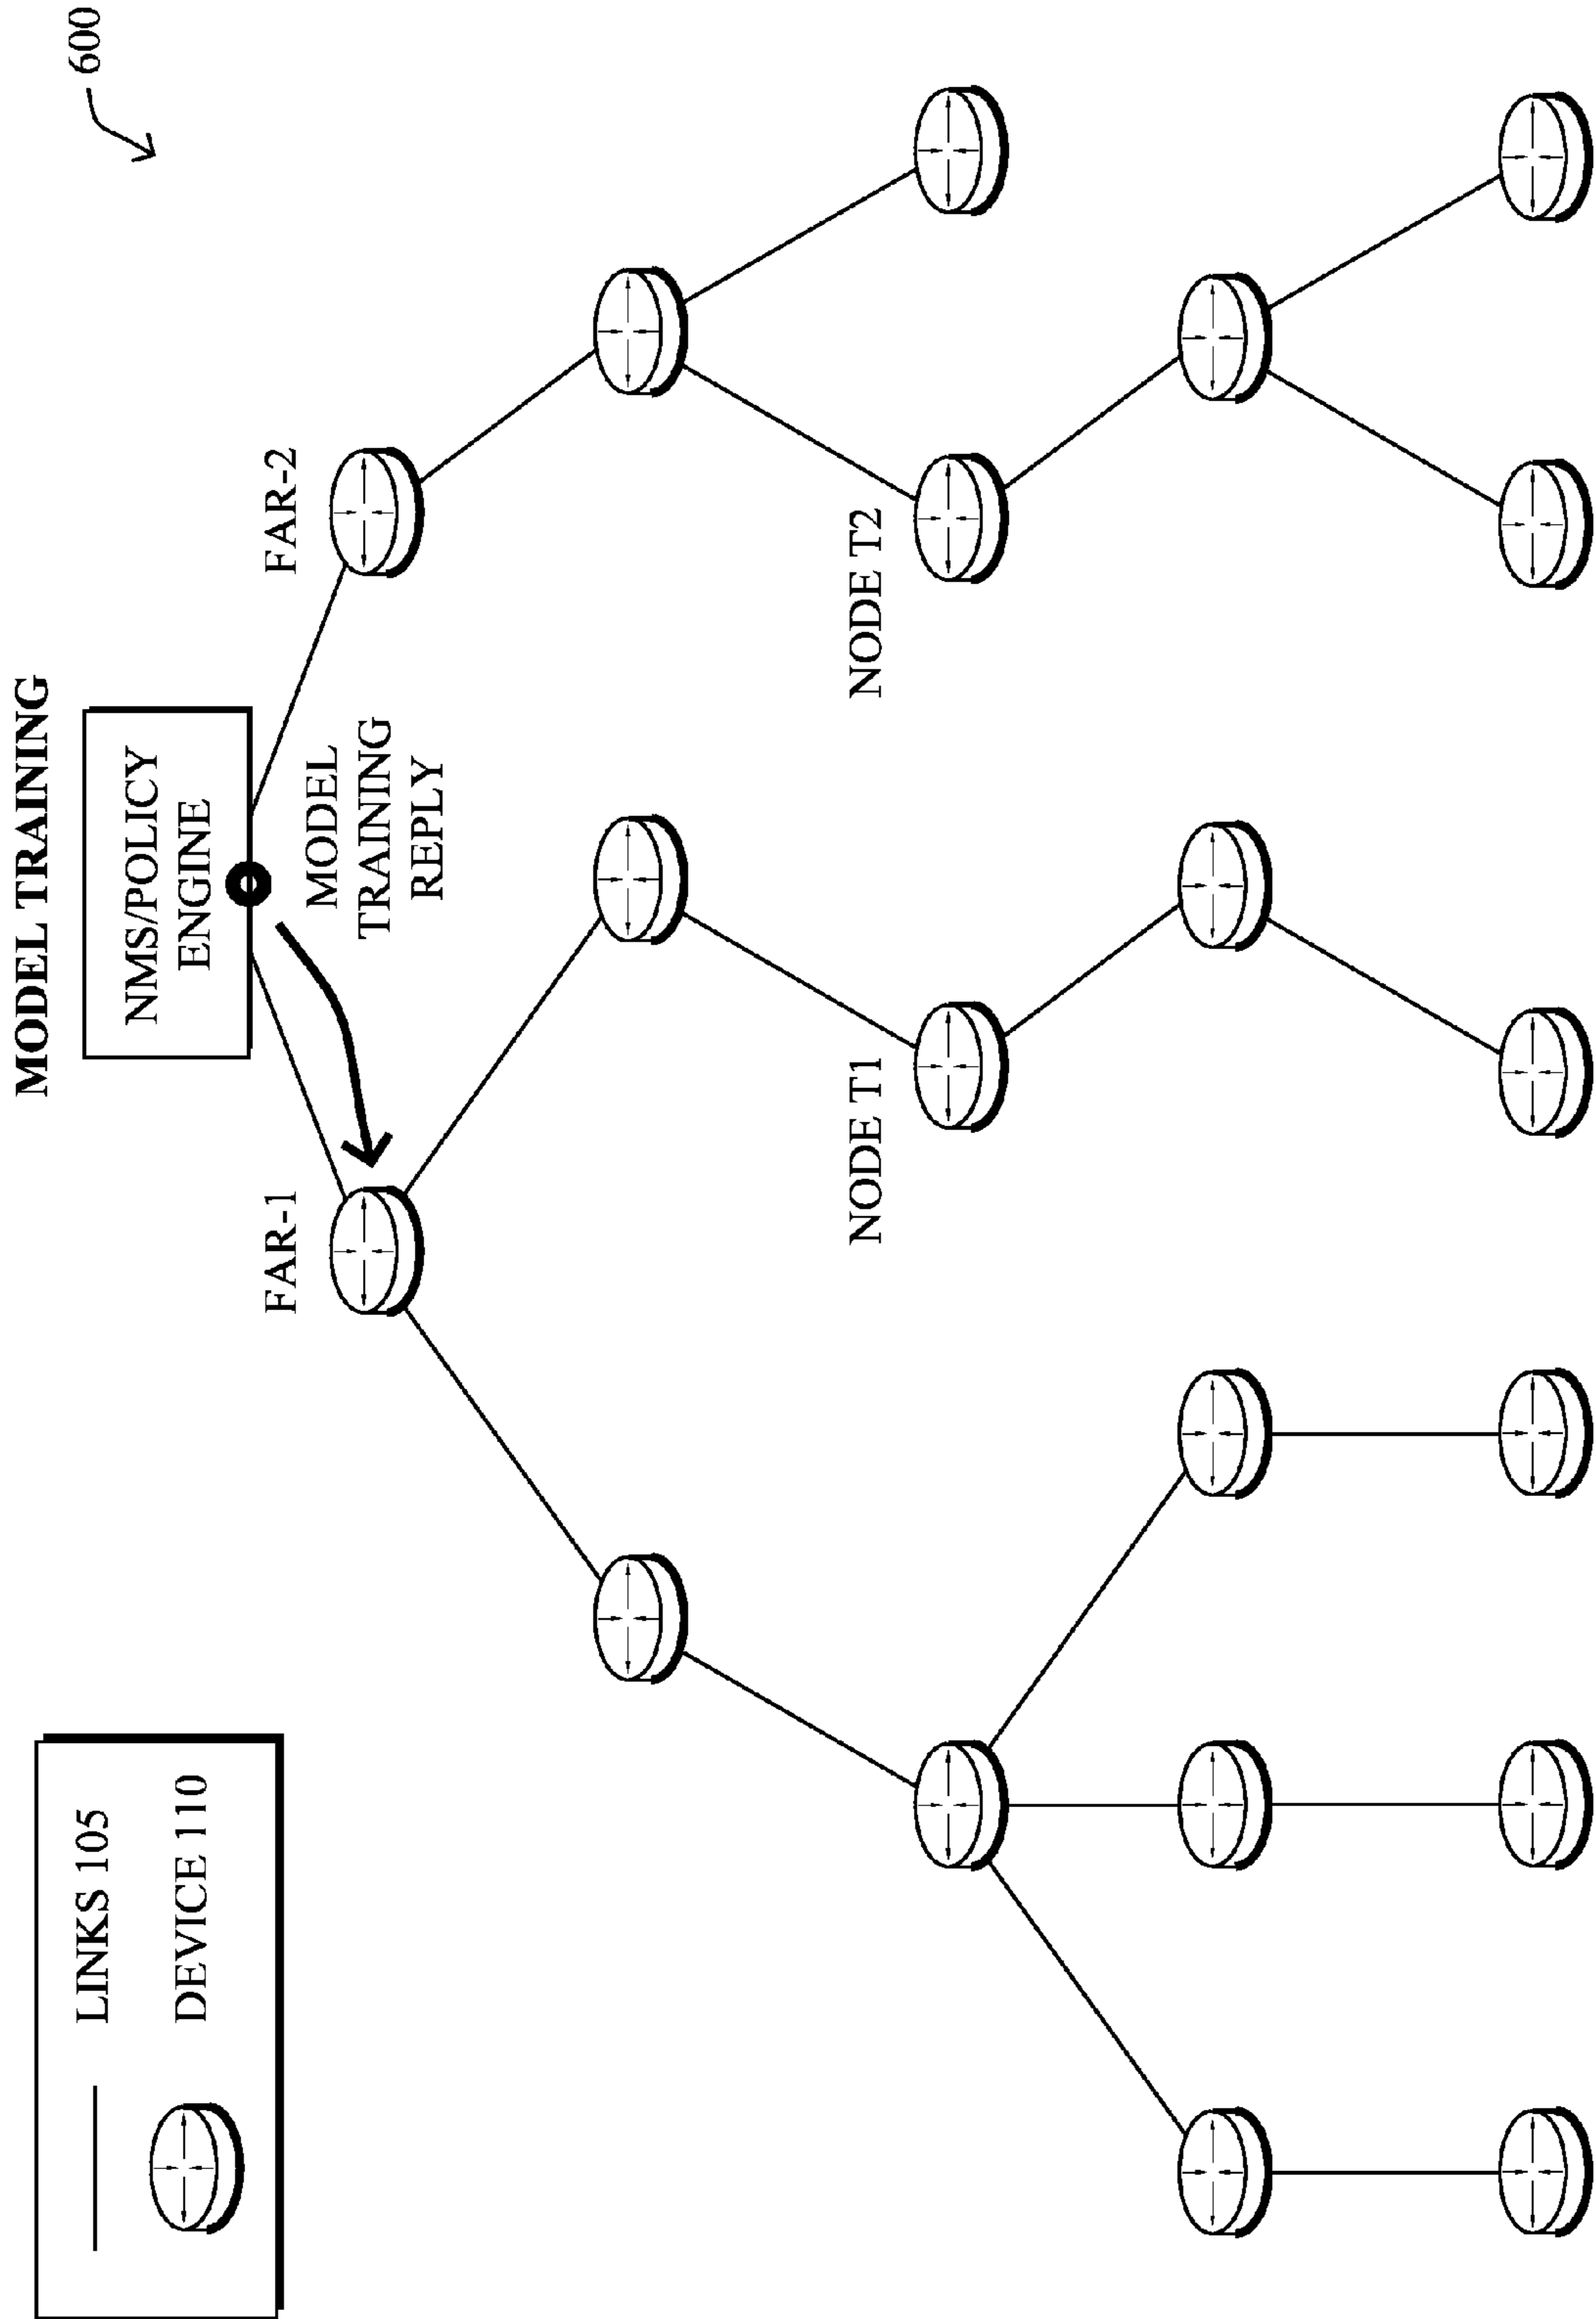 LINKS 105
DEVICE 110
600
MODEL TRAINING
NMS/POLICY
ENGINE
FAR-1
FAR-2
MODEL
TRAINING
REPLY
NODE T1
NODE T2